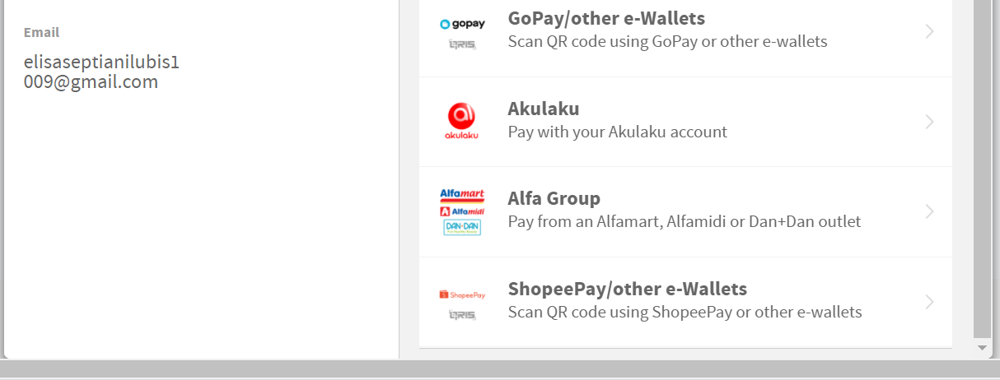 Email
elisaseptianilubis1
009@gmail.com
gopay
QRIS
GoPay/other e-Wallets
Scan QR code using GoPay or other e-wallets
akulaku
Akulaku
Pay with your Akulaku account
Alfamart
Alfamidi
DAN+DAN
Alfa Group
Pay from an Alfamart, Alfamidi or Dan+Dan outlet
ShopeePay
QRIS
ShopeePay/other e-Wallets
Scan QR code using ShopeePay or other e-wallets